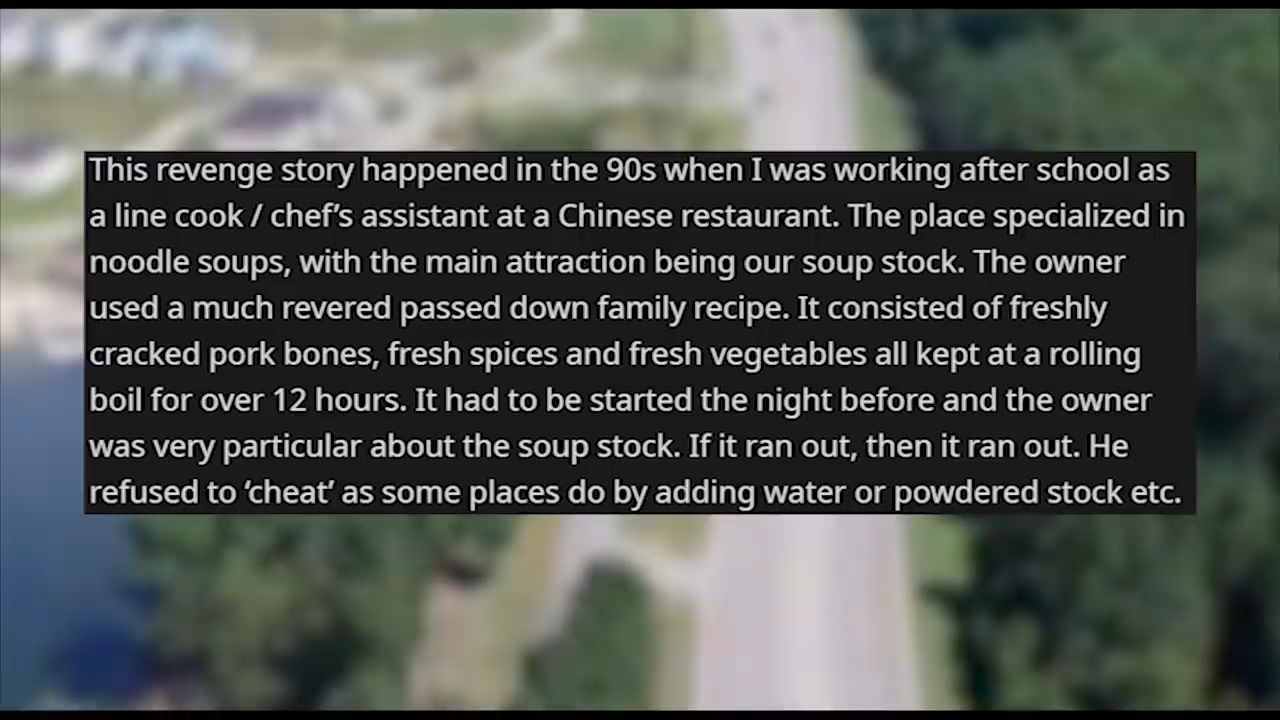 This revenge story happened in the 90s when I was working after school as
a line cook / chef’s assistant at a Chinese restaurant. The place specialized in
noodle soups, with the main attraction being our soup stock. The owner
used a much revered passed down family recipe. It consisted of freshly
cracked pork bones, fresh spices and fresh vegetables all kept at a rolling
boil for over 12 hours. It had to be started the night before and the owner
was very particular about the soup stock. If it ran out, then it ran out. He
refused to ‘cheat’ as some places do by adding water or powdered stock etc.